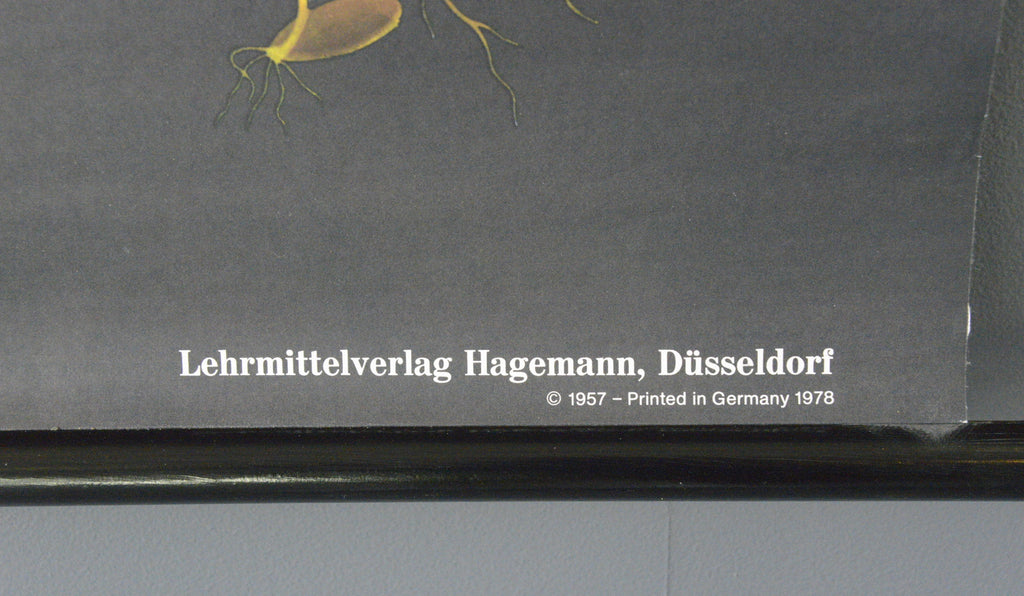 Lehrmittelverlag Hagemann, Düsseldorf
© 1957 – Printed in Germany 1978